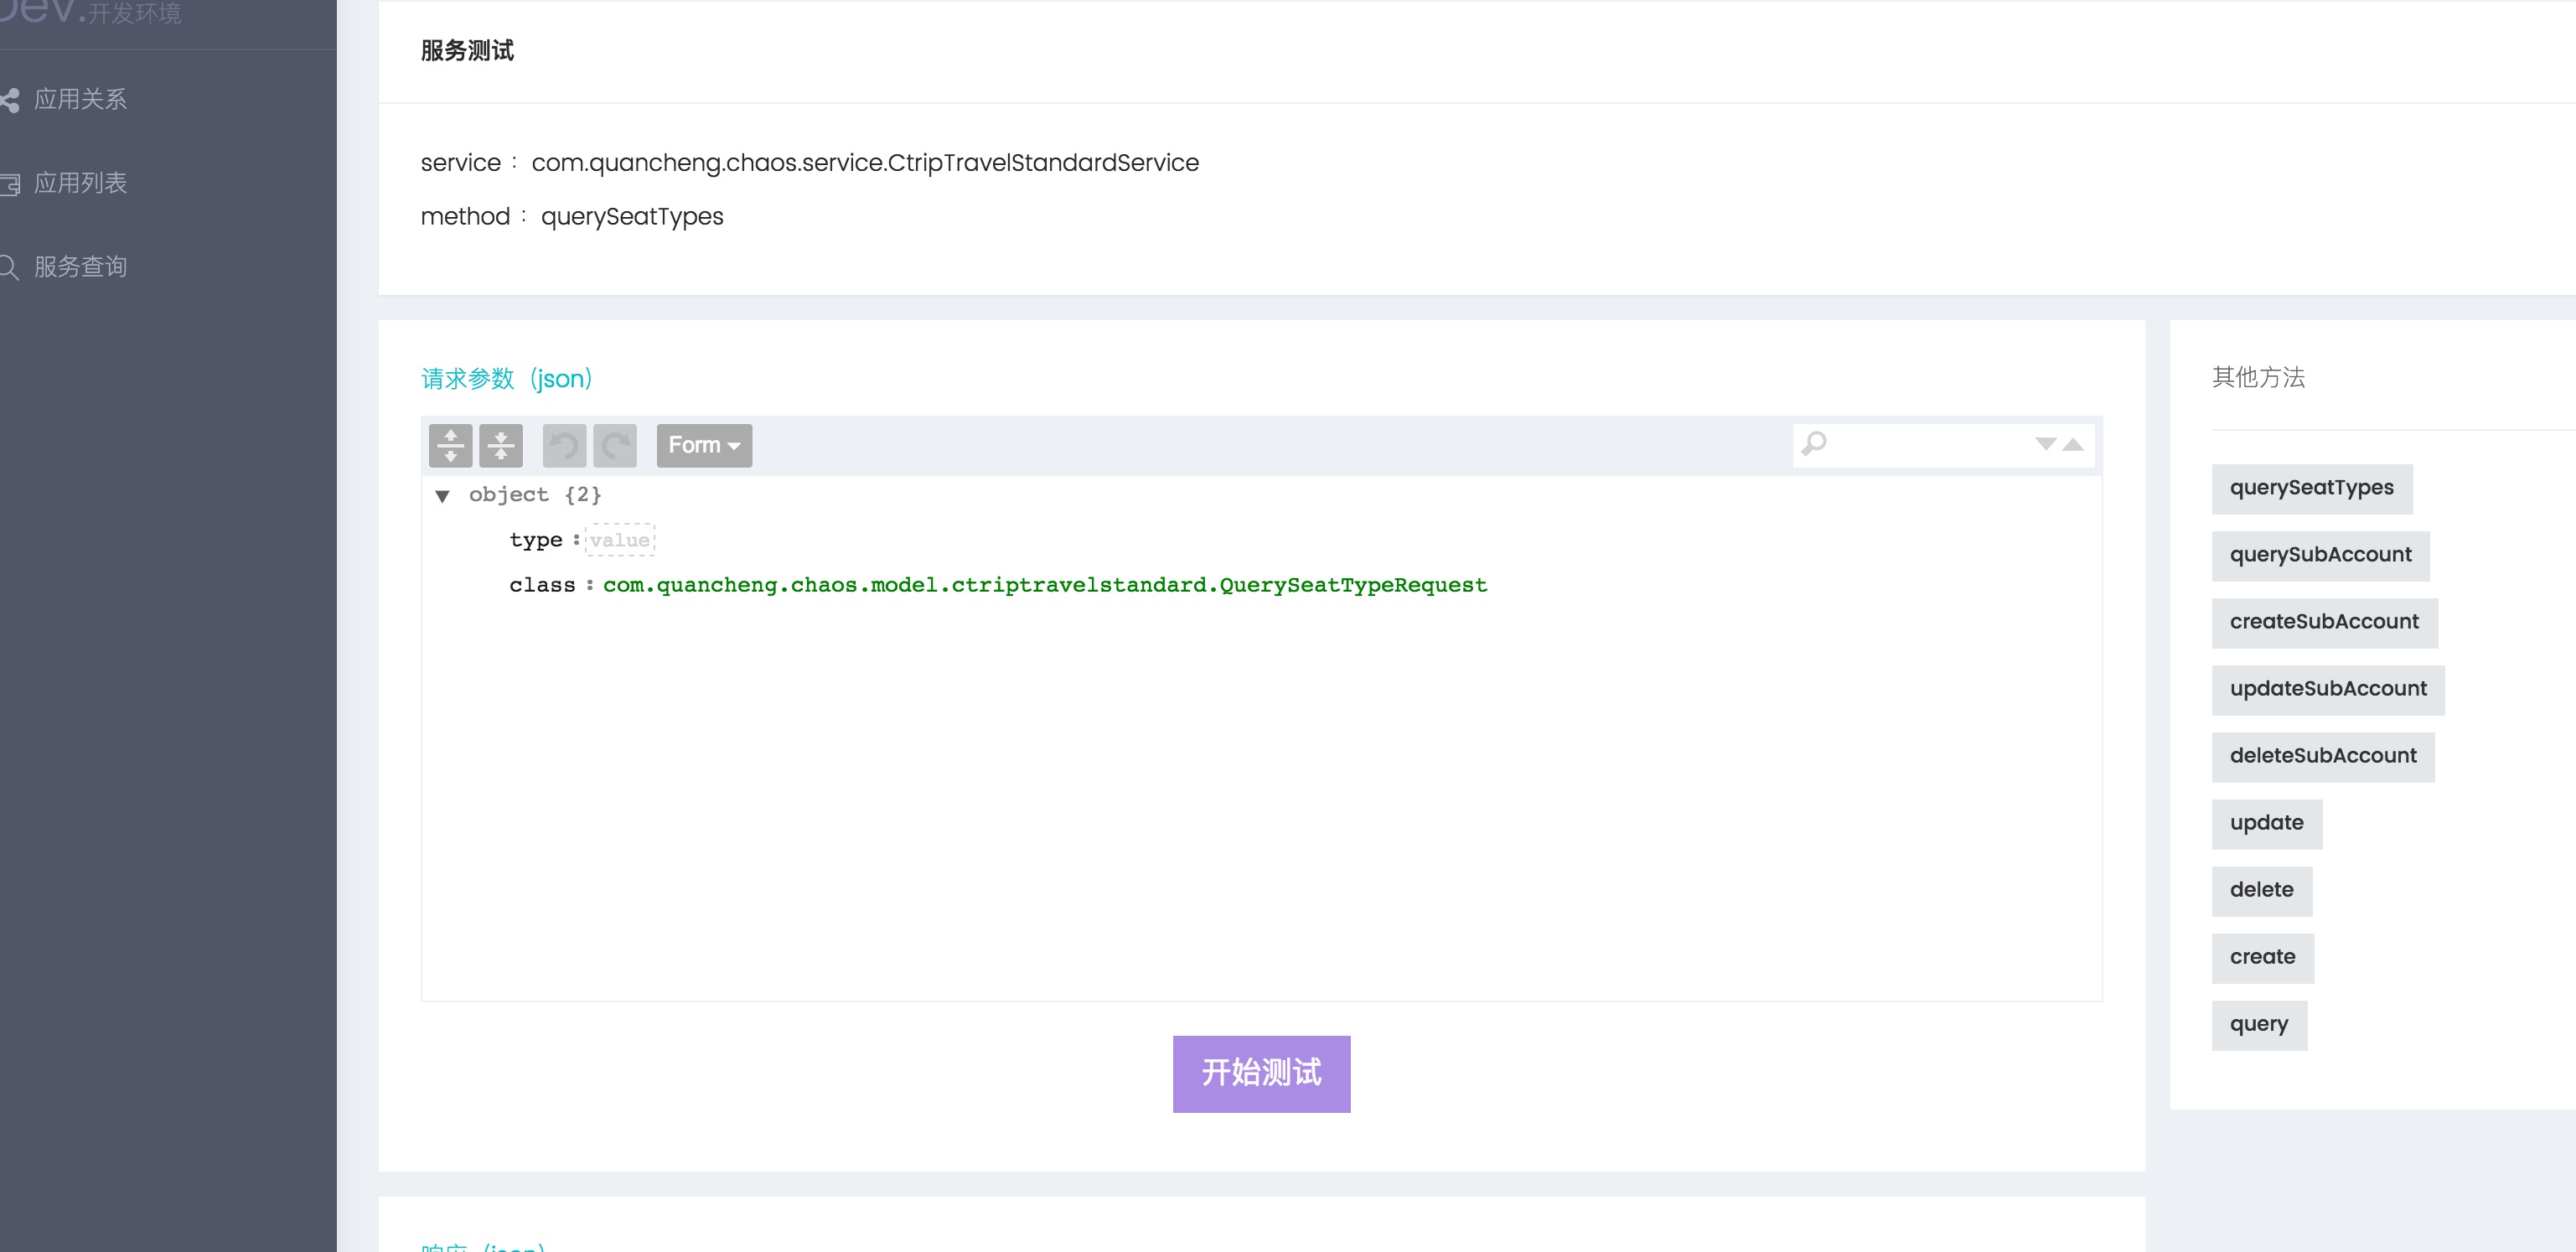 Dev.开发环境
应用关系
应用列表
服务查询
服务测试
service ： com.quancheng.chaos.service.CtripTravelStandardService
method ： querySeatTypes
请求参数（json）
Form
object {2}
type : value
class : com.quancheng.chaos.model.ctriptravelstandard.QuerySeatTypeRequest
开始测试
其他方法
querySeatTypes
querySubAccount
createSubAccount
updateSubAccount
deleteSubAccount
update
delete
create
query
响应（json）